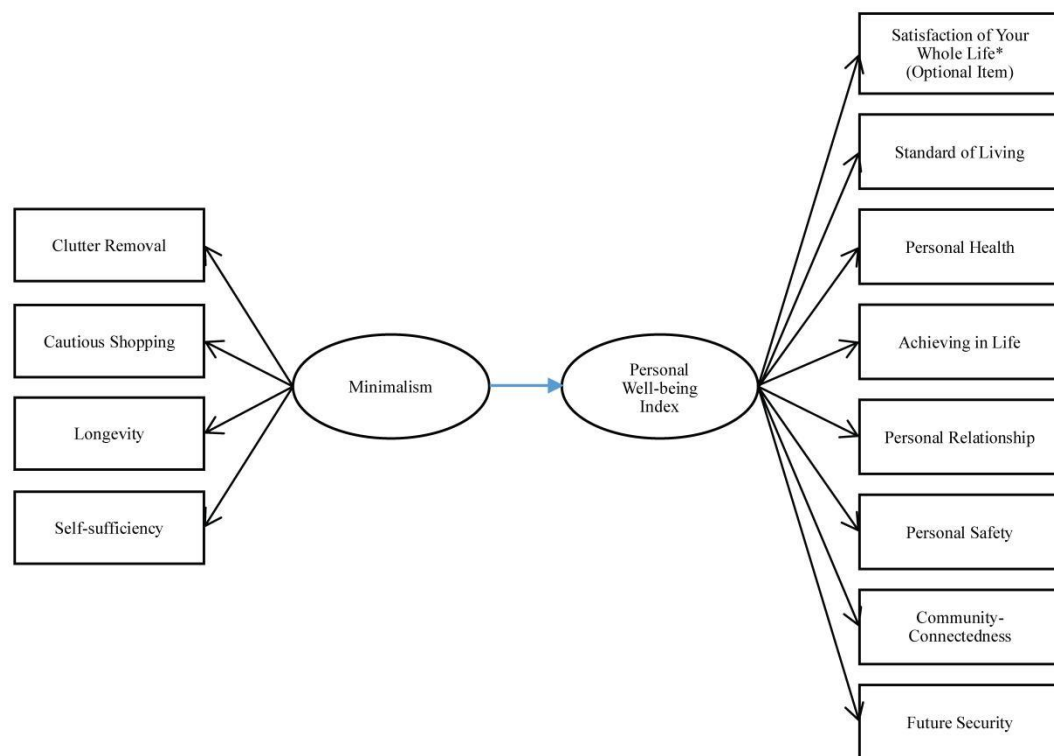 Clutter Removal
Cautious Shopping
Longevity
Self-sufficiency
Minimalism
Personal
Well-being
Index
Satisfaction of Your
Whole Life*
(Optional Item)
Standard of Living
Personal Health
Achieving in Life
Personal Relationship
Personal Safety
Community-
Connectedness
Future Security